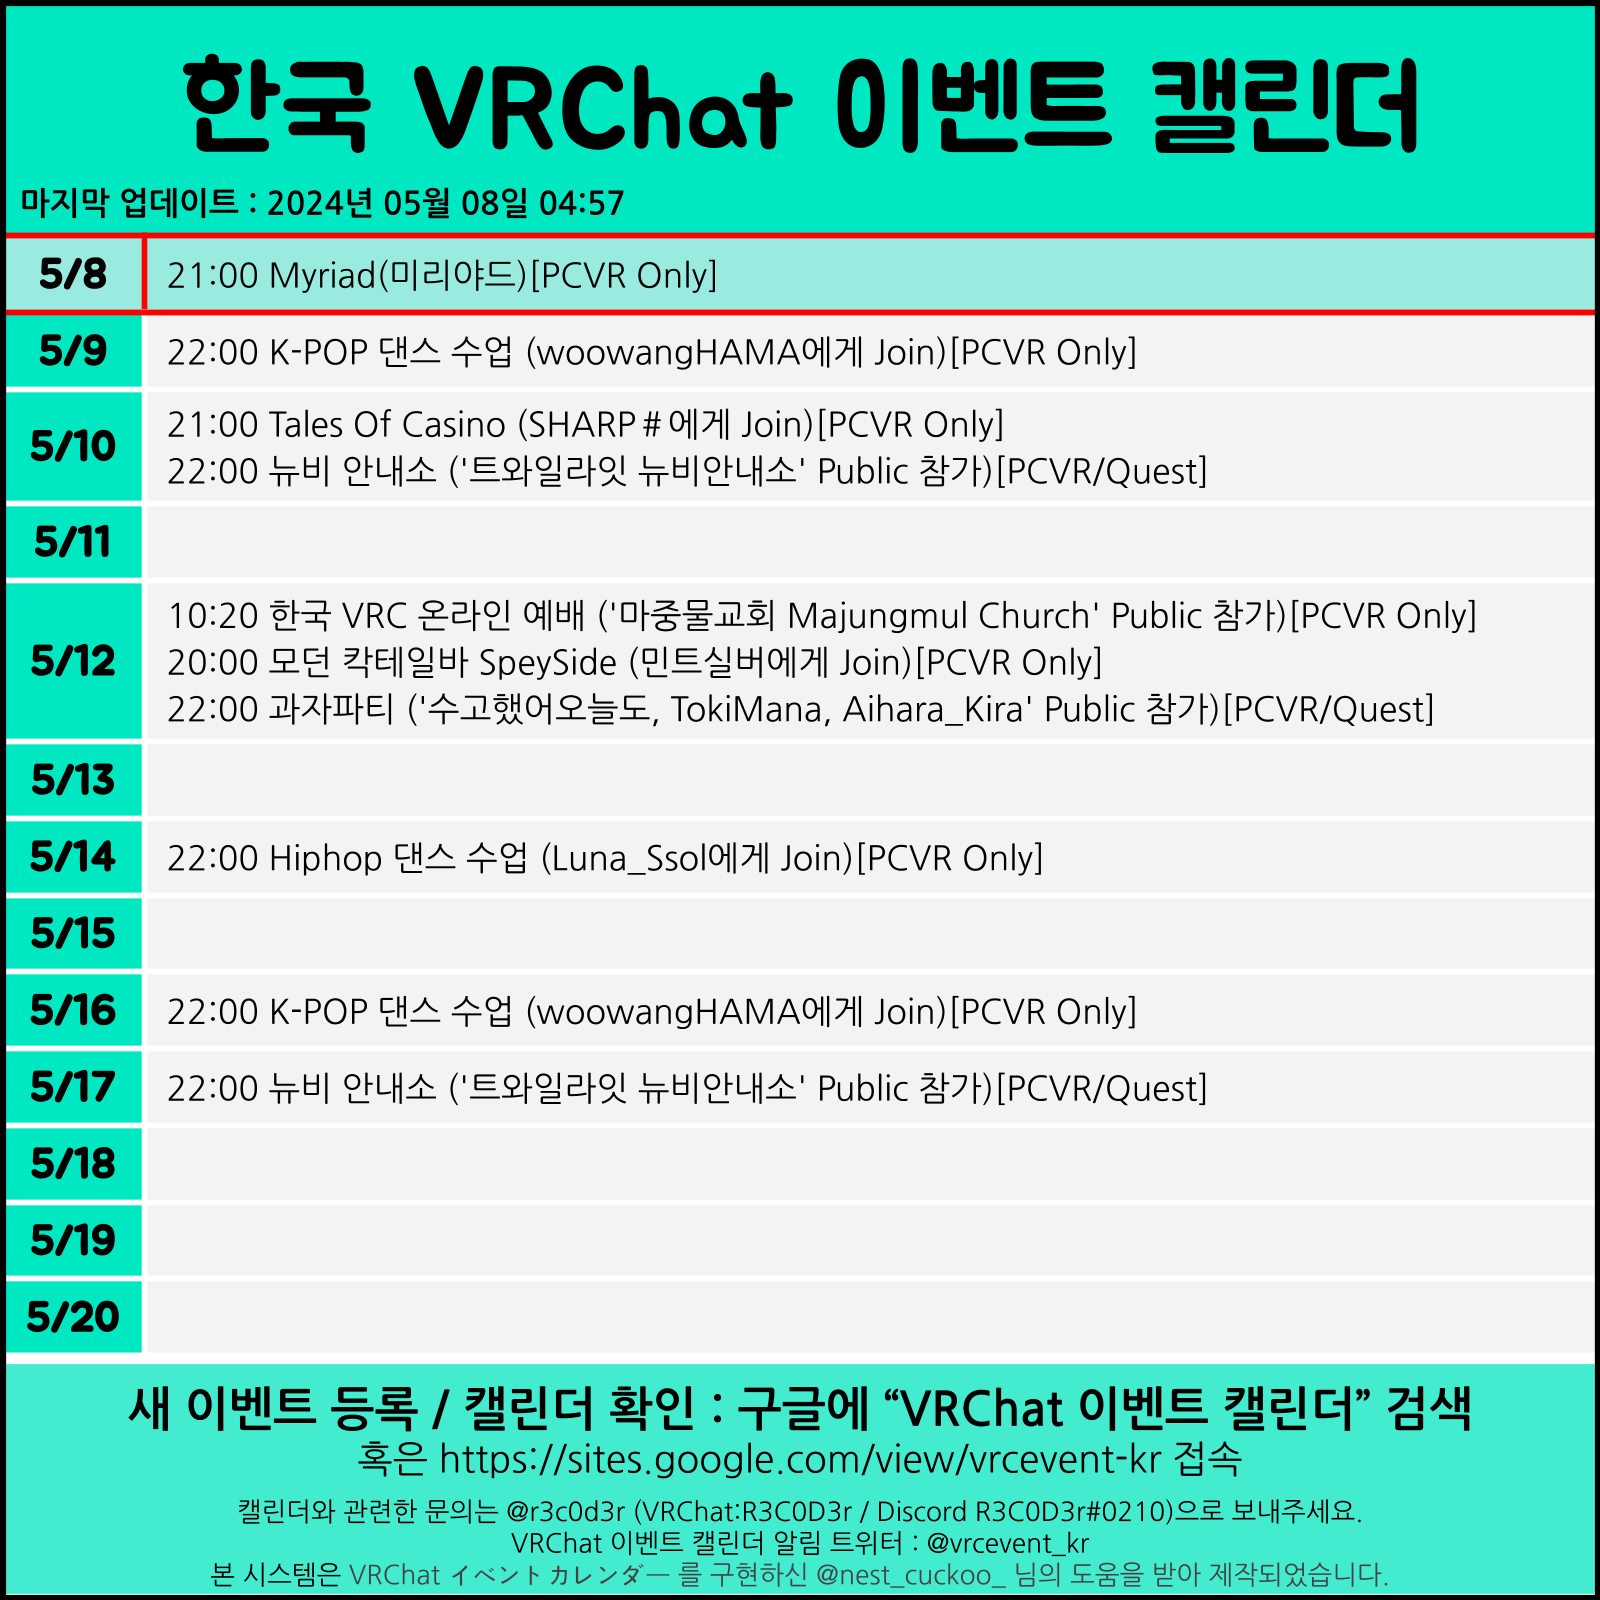 한국 VRChat 이벤트 캘린더
마지막 업데이트 : 2024년 05월 08일 04:57
5/8
21:00 Myriad(미리야드)[PCVR Only]
5/9
22:00 K-POP 댄스 수업 (woowangHAMA에게 Join)[PCVR Only]
5/10
21:00 Tales Of Casino (SHARP#에게 Join)[PCVR Only]
22:00 뉴비 안내소 ('트와일라잇 뉴비안내소' Public 참가)[PCVR/Quest]
5/11
5/12
10:20 한국 VRC 온라인 예배 ('마중물교회 Majungmul Church' Public 참가)[PCVR Only]
20:00 모던 칵테일바 SpeySide (민트실버에게 Join)[PCVR Only]
22:00 과자파티 ('수고했어오늘도, TokiMana, Aihara_Kira' Public 참가)[PCVR/Quest]
5/13
5/14
22:00 Hiphop 댄스 수업 (Luna_Ssol에게 Join)[PCVR Only]
5/15
5/16
22:00 K-POP 댄스 수업 (woowangHAMA에게 Join)[PCVR Only]
5/17
22:00 뉴비 안내소 ('트와일라잇 뉴비안내소' Public 참가)[PCVR/Quest]
5/18
5/19
5/20
새 이벤트 등록 / 캘린더 확인 : 구글에 “VRChat 이벤트 캘린더” 검색
혹은 https://sites.google.com/view/vrcevent-kr 접속
캘린더와 관련한 문의는 @r3c0d3r (VRChat:R3C0D3r / Discord R3C0D3r#0210)으로 보내주세요.
VRChat 이벤트 캘린더 알림 트위터 : @vrcevent_kr
본 시스템은 VRChat イベントカレンダー 를 구현하신 @nest_cuckoo_ 님의 도움을 받아 제작되었습니다.